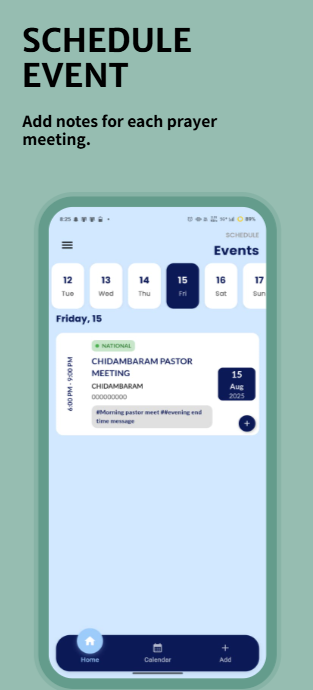 SCHEDULE
EVENT
Add notes for each prayer
meeting.
8:25
89%
SCHEDULE
Events
12
Tue
13
Wed
14
Thu
15
Fri
16
Sat
17
Sun
Friday, 15
NATIONAL
6:00 PM - 9:00 PM
CHIDAMBARAM PASTOR
MEETING
CHIDAMBARAM
000000000
#Morning pastor meet ##evening end
time message
15
Aug
2025
+
Home
Calendar
+
Add